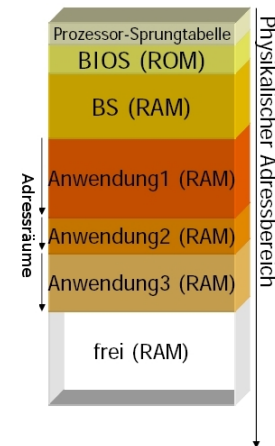 Prozessor-Sprungtabelle
BIOS (ROM)
BS (RAM)
Anwendung1 (RAM)
Anwendung2 (RAM)
Anwendung3 (RAM)
frei (RAM)
Adressräume
Physikalischer Adressbereich